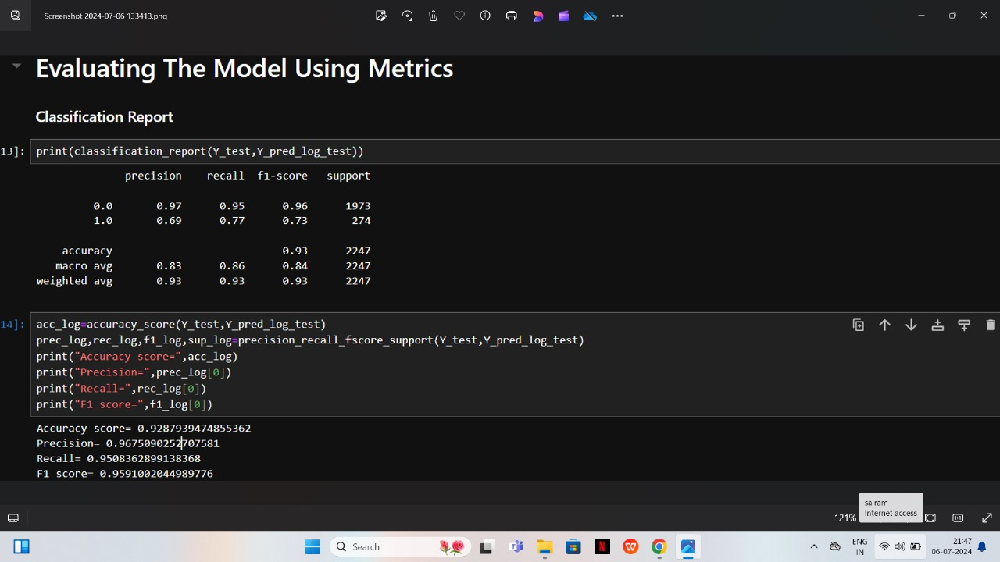 Screenshot 2024-07-06 133413.png
Evaluating The Model Using Metrics
Classification Report
13]: print(classification_report(Y_test,Y_pred_log_test))
precision recall f1-score support
0.0 0.97 0.95 0.96 1973
1.0 0.69 0.77 0.73 274
accuracy 0.93 2247
macro avg 0.83 0.86 0.84 2247
weighted avg 0.93 0.93 0.93 2247
14]: acc_log=accuracy_score(Y_test,Y_pred_log_test)
prec_log,rec_log,f1_log,sup_log=precision_recall_fscore_support(Y_test,Y_pred_log_test)
print("Accuracy score=",acc_log)
print("Precision=",prec_log[0])
print("Recall=",rec_log[0])
print("F1 score=",f1_log[0])
Accuracy score= 0.9287939474855362
Precision= 0.9675090252707581
Recall= 0.9508362899138368
F1 score= 0.9591002044989776
sairam
Internet access
121%
1:1
Search
ENG
IN
21:47
06-07-2024